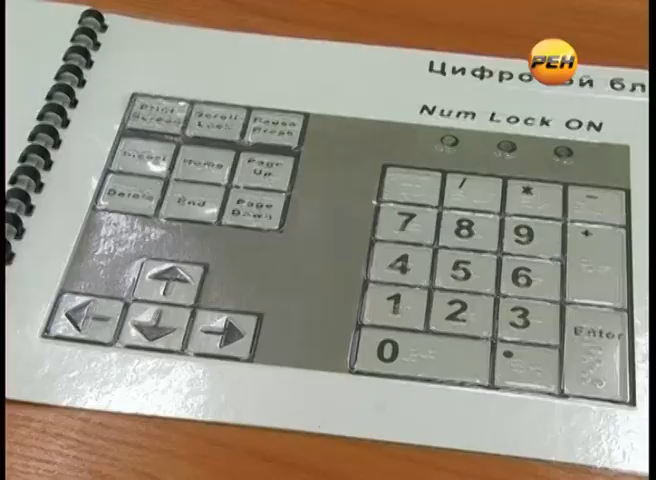 РЕН
Цифровой бл
Num Lock ON
Print Screen
Scroll Lock
Pause
Insert
Home
Page Up
Delete
End
Page Down
/
*
-
7
8
9
+
4
5
6
1
2
3
Enter
0
.